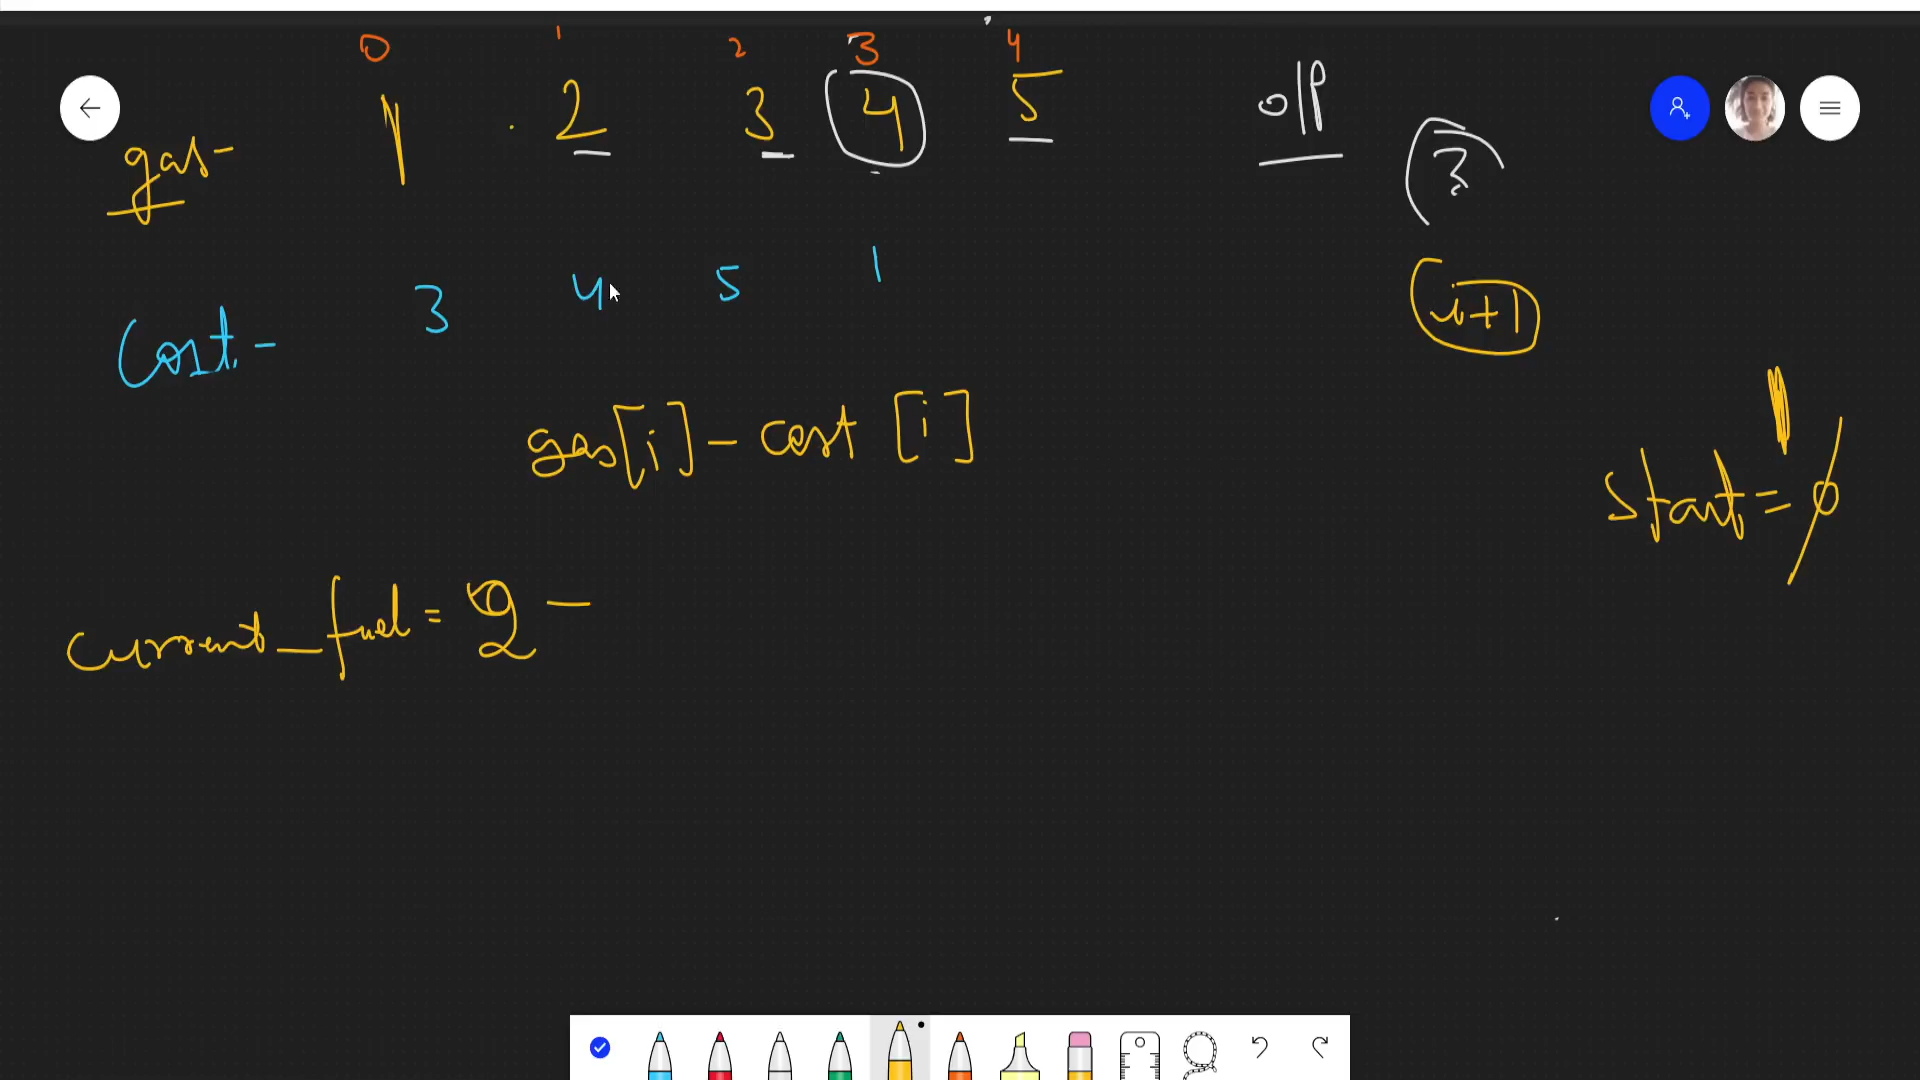 0 1 2 3 4
gas- 1 2 3 4 5 o/p 3
Cost.- 3 4 5 1 i+1
gas[i] - cost [i]
start = 0
current_fuel = 2 -